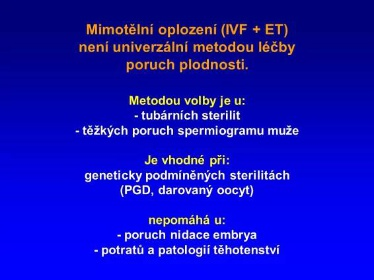 Mimotělní oplození (IVF + ET)
není univerzální metodou léčby
poruch plodnosti.
Metodou volby je u:
- tubárních sterilit
- těžkých poruch spermiogramu muže
Je vhodné při:
geneticky podmíněných sterilitách
(PGD, darovaný oocyt)
nepomáhá u:
- poruch nidace embrya
- potratů a patologií těhotenství